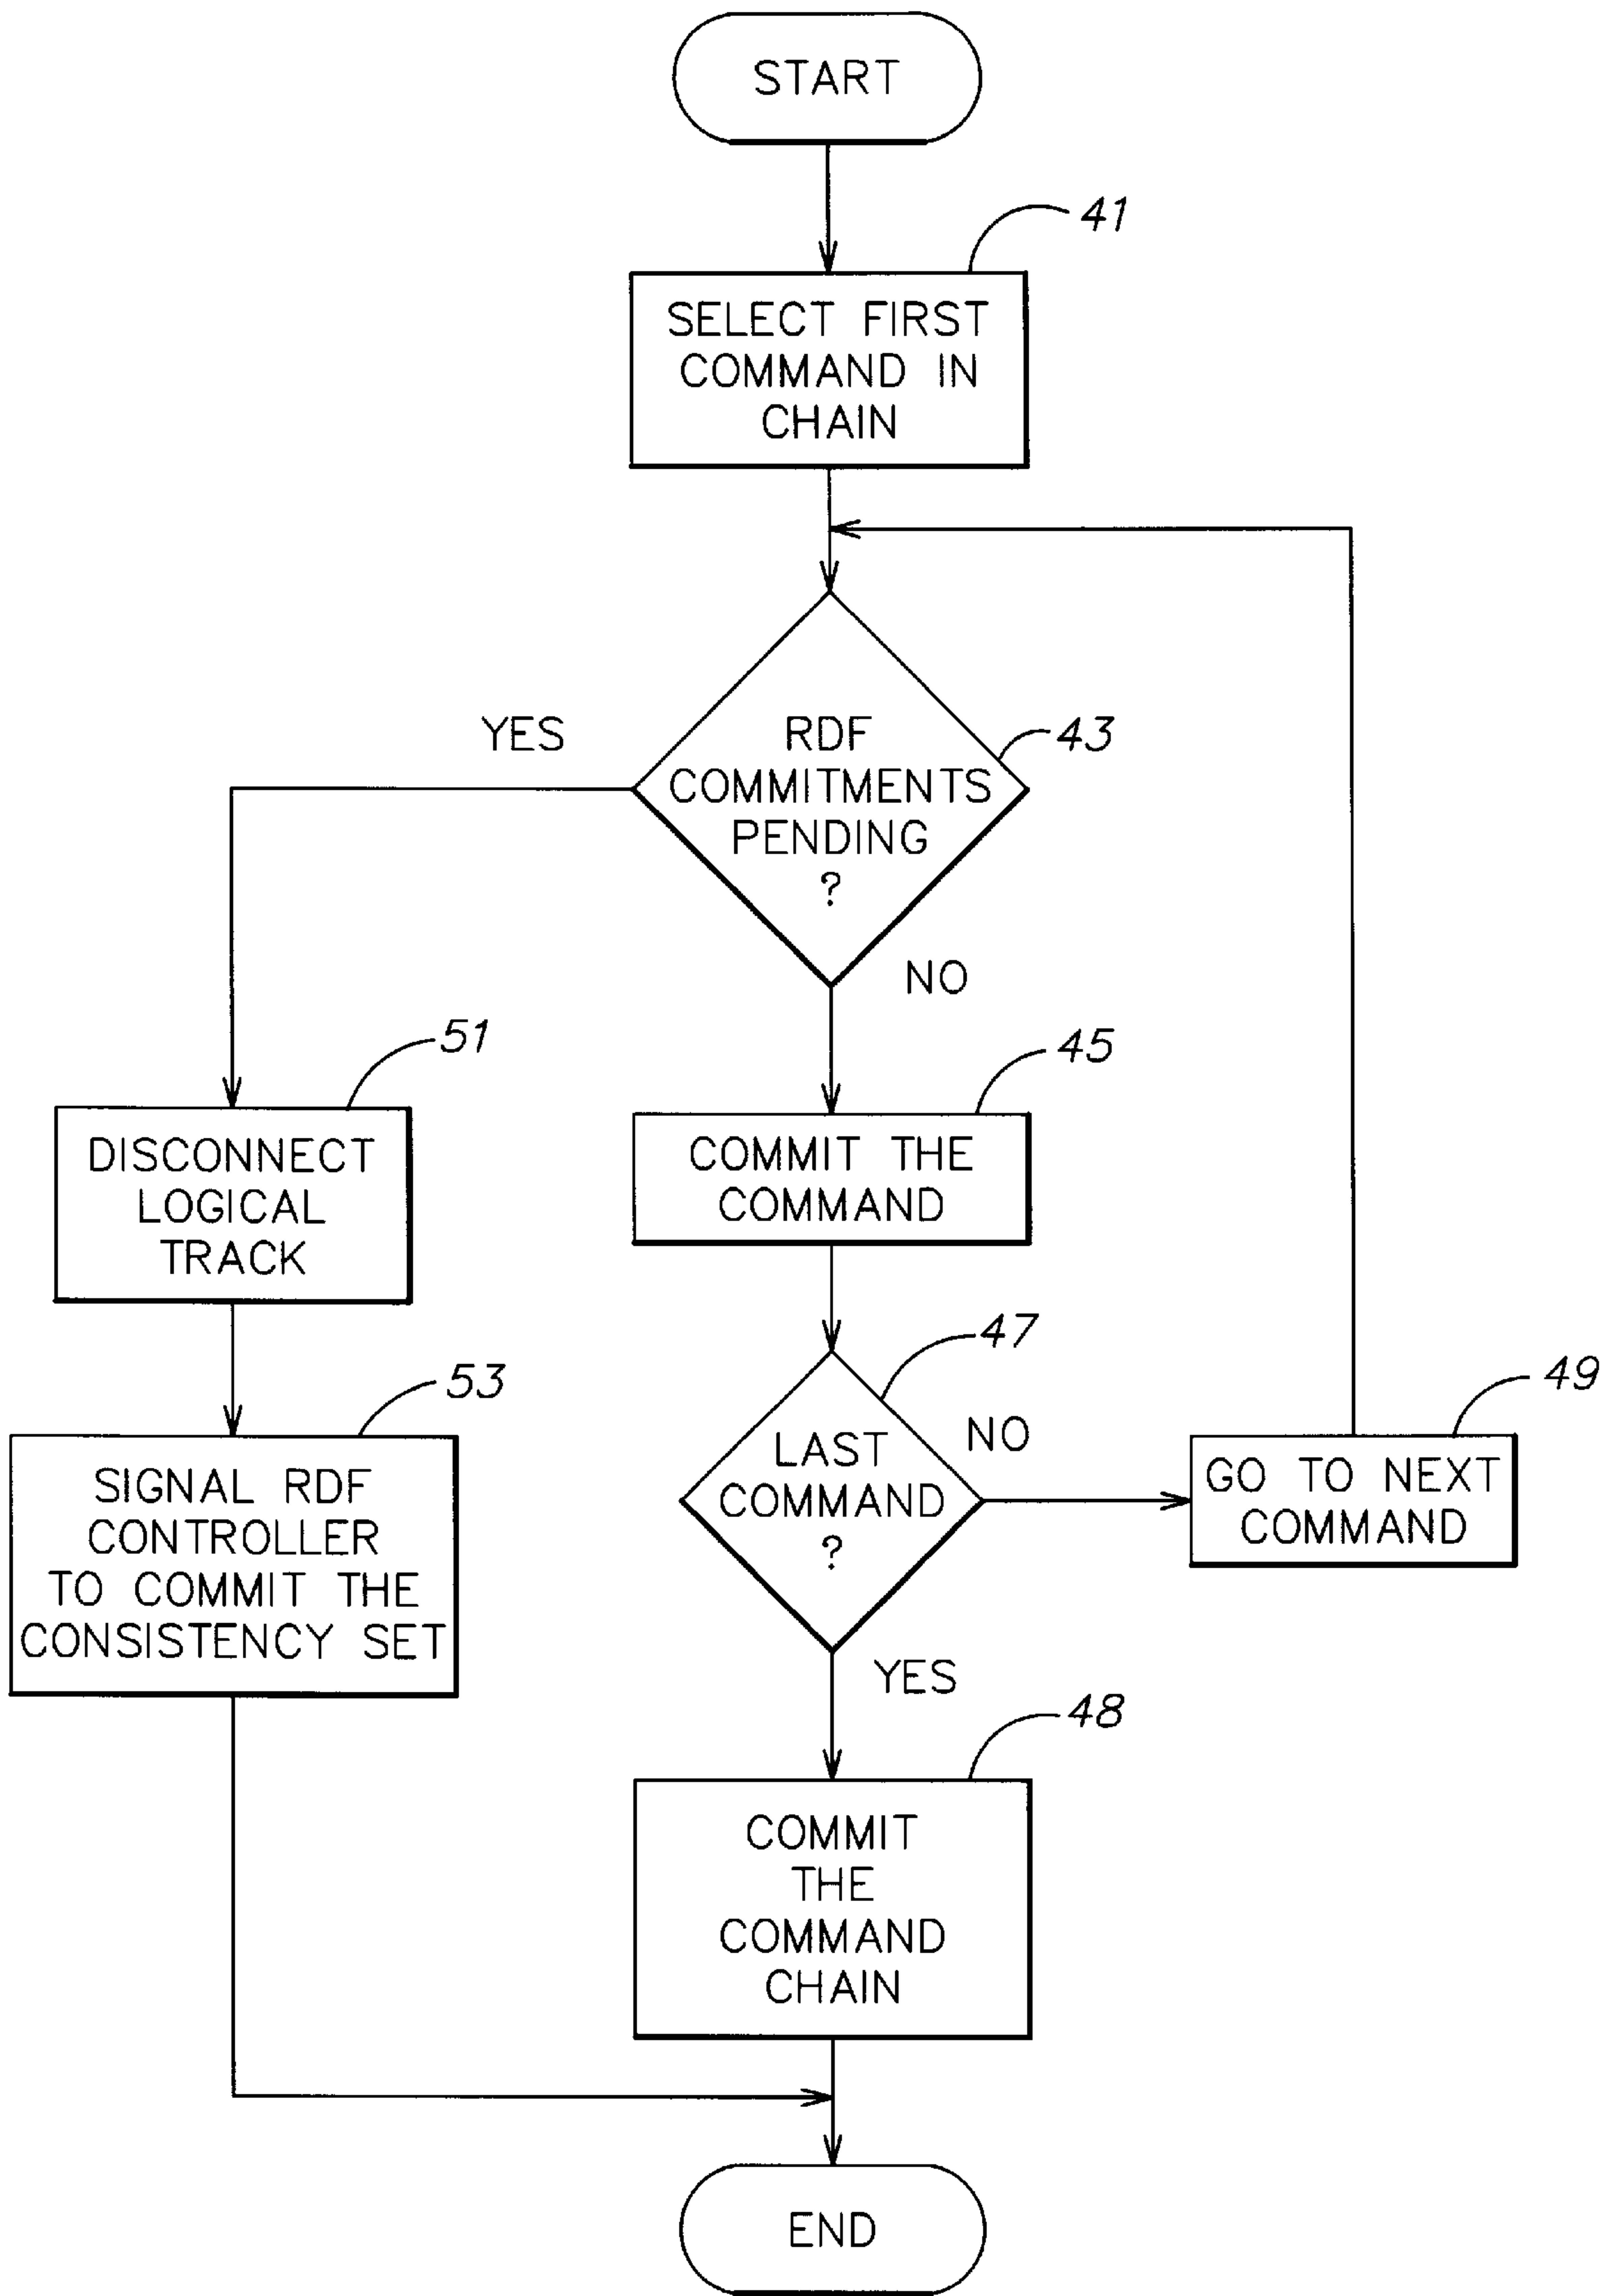 START
41
SELECT FIRST
COMMAND IN
CHAIN
YES
RDF
COMMITMENTS
PENDING
?
43
NO
51
45
DISCONNECT
LOGICAL
TRACK
COMMIT THE
COMMAND
47
53
49
SIGNAL RDF
CONTROLLER
TO COMMIT THE
CONSISTENCY SET
LAST
COMMAND
?
NO
GO TO NEXT
COMMAND
YES
48
COMMIT
THE
COMMAND
CHAIN
END